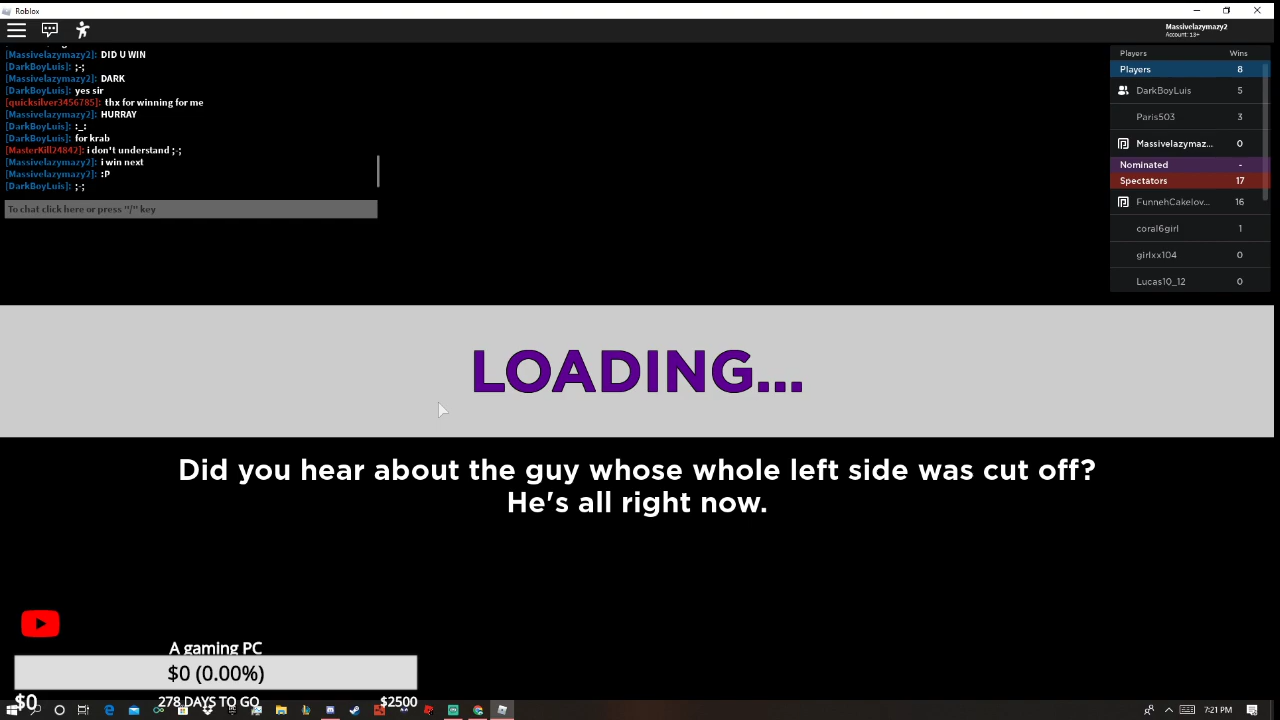 Roblox
Massivelazymazy2
Account: 13+
[Massivelazymazy2]: DID U WIN
[DarkBoyLuis]: ;-;
[Massivelazymazy2]: DARK
[DarkBoyLuis]: yes sir
[quicksilver3456785]: thx for winning for me
[Massivelazymazy2]: HURRAY
[DarkBoyLuis]: :_:
[DarkBoyLuis]: for krab
[MasterKill24842]: i don't understand ;-;
[Massivelazymazy2]: i win next
[Massivelazymazy2]: :P
[DarkBoyLuis]: ;-;
To chat click here or press "/" key
Players Wins
Players 8
DarkBoyLuis 5
Paris503 3
Massivelazymaz... 0
Nominated -
Spectators 17
FunnehCakelov... 16
coral6girl 1
girlxx104 0
Lucas10_12 0
LOADING...
Did you hear about the guy whose whole left side was cut off?
He's all right now.
A gaming PC
$0 (0.00%)
$0 278 DAYS TO GO $2500
7:21 PM